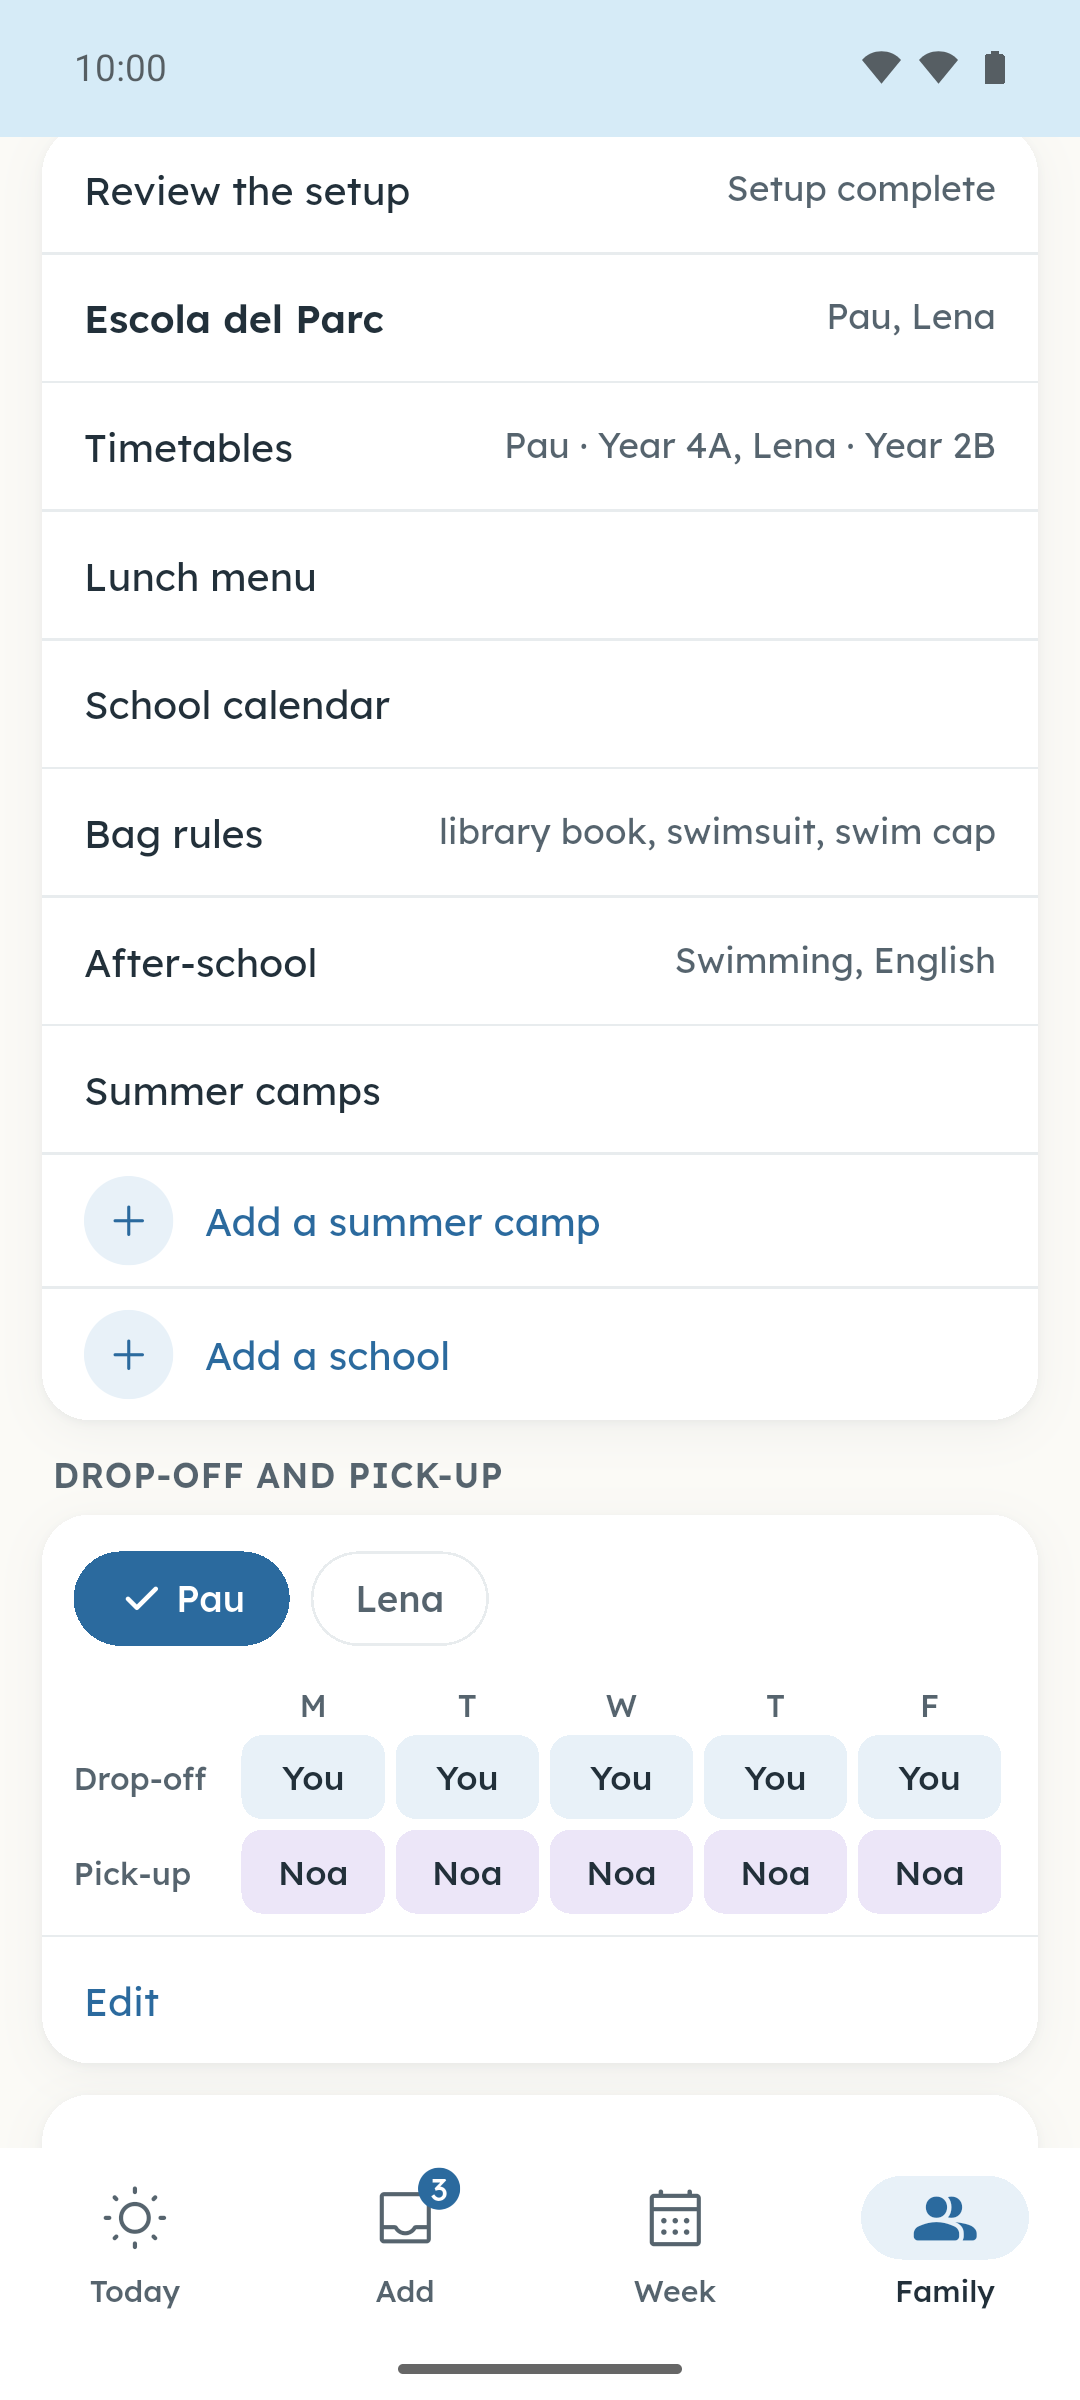 10:00
Review the setup Setup complete
Escola del Parc Pau, Lena
Timetables Pau · Year 4A, Lena · Year 2B
Lunch menu
School calendar
Bag rules library book, swimsuit, swim cap
After-school Swimming, English
Summer camps
Add a summer camp
Add a school
DROP-OFF AND PICK-UP
Pau Lena
M T W T F
Drop-off You You You You You
Pick-up Noa Noa Noa Noa Noa
Edit
3
Today Add Week Family